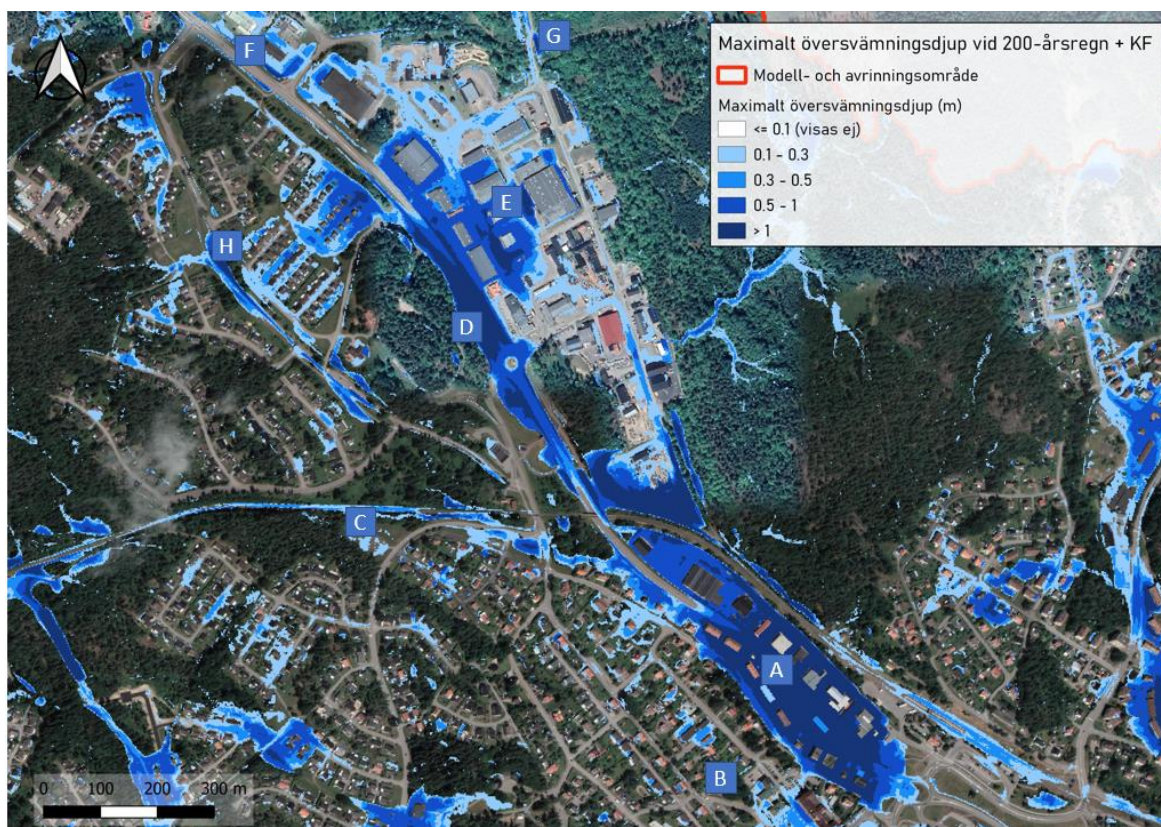 F
G
Maximalt översvämningsdjup vid 200-årsregn + KF
Modell- och avrinningsområde
Maximalt översvämningsdjup (m)
<= 0.1 (visas ej)
0.1 - 0.3
0.3 - 0.5
0.5 - 1
> 1
E
H
D
C
A
B
0 100 200 300 m